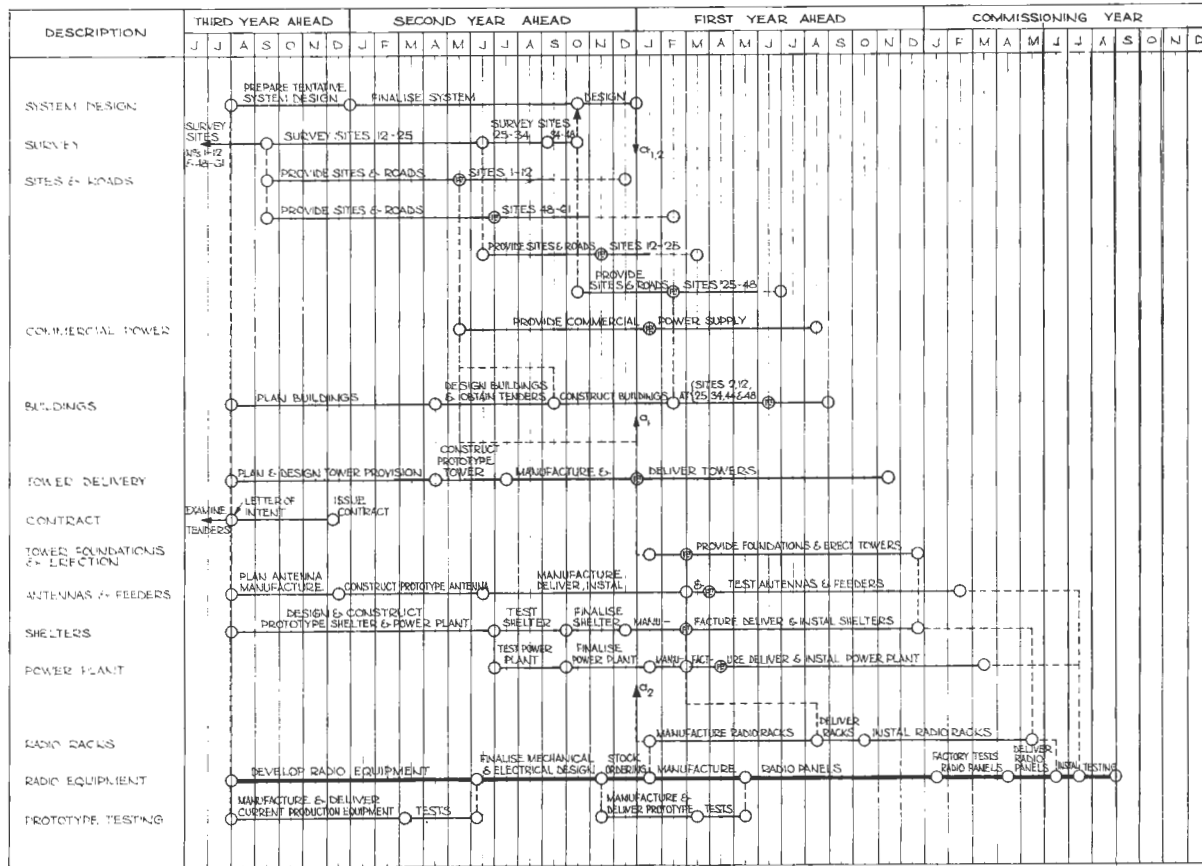 DESCRIPTION
THIRD YEAR AHEAD
SECOND YEAR AHEAD
FIRST YEAR AHEAD
COMMISSIONING YEAR
J J A S O N D J F M A M J J A S O N D J F M A M J J A S O N D J F M A M J J A S O N D
SYSTEM DESIGN
PREPARE TENTATIVE
SYSTEM DESIGN
FINALISE SYSTEM
DESIGN
SURVEY
SURVEY
SITES
SURVEY SITES 12-25
SURVEY SITES
25-34
34-48
a1,2
SITES & ROADS
PROVIDE SITES & ROADS
SITES 1-12
PROVIDE SITES & ROADS
SITES 48-61
PROVIDE SITES & ROADS
SITES 12-25
PROVIDE
SITES & ROADS
SITES 25-48
COMMERCIAL POWER
PROVIDE COMMERCIAL
POWER SUPPLY
BUILDINGS
PLAN BUILDINGS
DESIGN BUILDINGS
& OBTAIN TENDERS
CONSTRUCT BUILDINGS
(SITES 2,12,
AT 25,34,44 & 48
a1
TOWER DELIVERY
PLAN & DESIGN TOWER PROVISION
CONSTRUCT
PROTOTYPE
TOWER
MANUFACTURE &
DELIVER TOWERS
CONTRACT
EXAMINE
TENDERS
LETTER OF
INTENT
ISSUE
CONTRACT
TOWER FOUNDATIONS
& ERECTION
PROVIDE FOUNDATIONS & ERECT TOWERS
ANTENNAS & FEEDERS
PLAN ANTENNA
MANUFACTURE
CONSTRUCT PROTOTYPE ANTENNA
MANUFACTURE,
DELIVER, INSTAL
&
TEST ANTENNAS & FEEDERS
SHELTERS
DESIGN & CONSTRUCT
PROTOTYPE SHELTER & POWER PLANT
TEST
SHELTER
FINALISE
SHELTER
MANU-
FACTURE DELIVER & INSTAL SHELTERS
POWER PLANT
TEST POWER
PLANT
FINALISE
POWER PLANT
MANU-
FACT-
URE DELIVER & INSTAL POWER PLANT
a2
RADIO RACKS
MANUFACTURE RADIO RACKS
DELIVER
RACKS
INSTAL RADIO RACKS
RADIO EQUIPMENT
DEVELOP RADIO EQUIPMENT
FINALISE MECHANICAL
& ELECTRICAL DESIGN
STOCK
ORDERING
MANUFACTURE
RADIO PANELS
FACTORY TESTS
RADIO PANELS
DELIVER
RADIO
PANELS
INSTAL
TESTING
PROTOTYPE TESTING
MANUFACTURE & DELIVER
CURRENT PRODUCTION EQUIPMENT
TESTS
MANUFACTURE &
DELIVER PROTOTYPE
TESTS